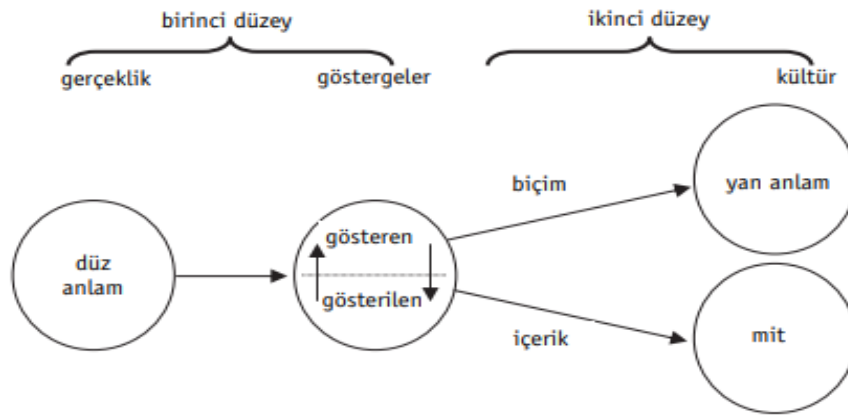 birinci düzey
ikinci düzey
gerçeklik
göstergeler
kültür
düz
anlam
gösteren
gösterilen
biçim
içerik
yan anlam
mit